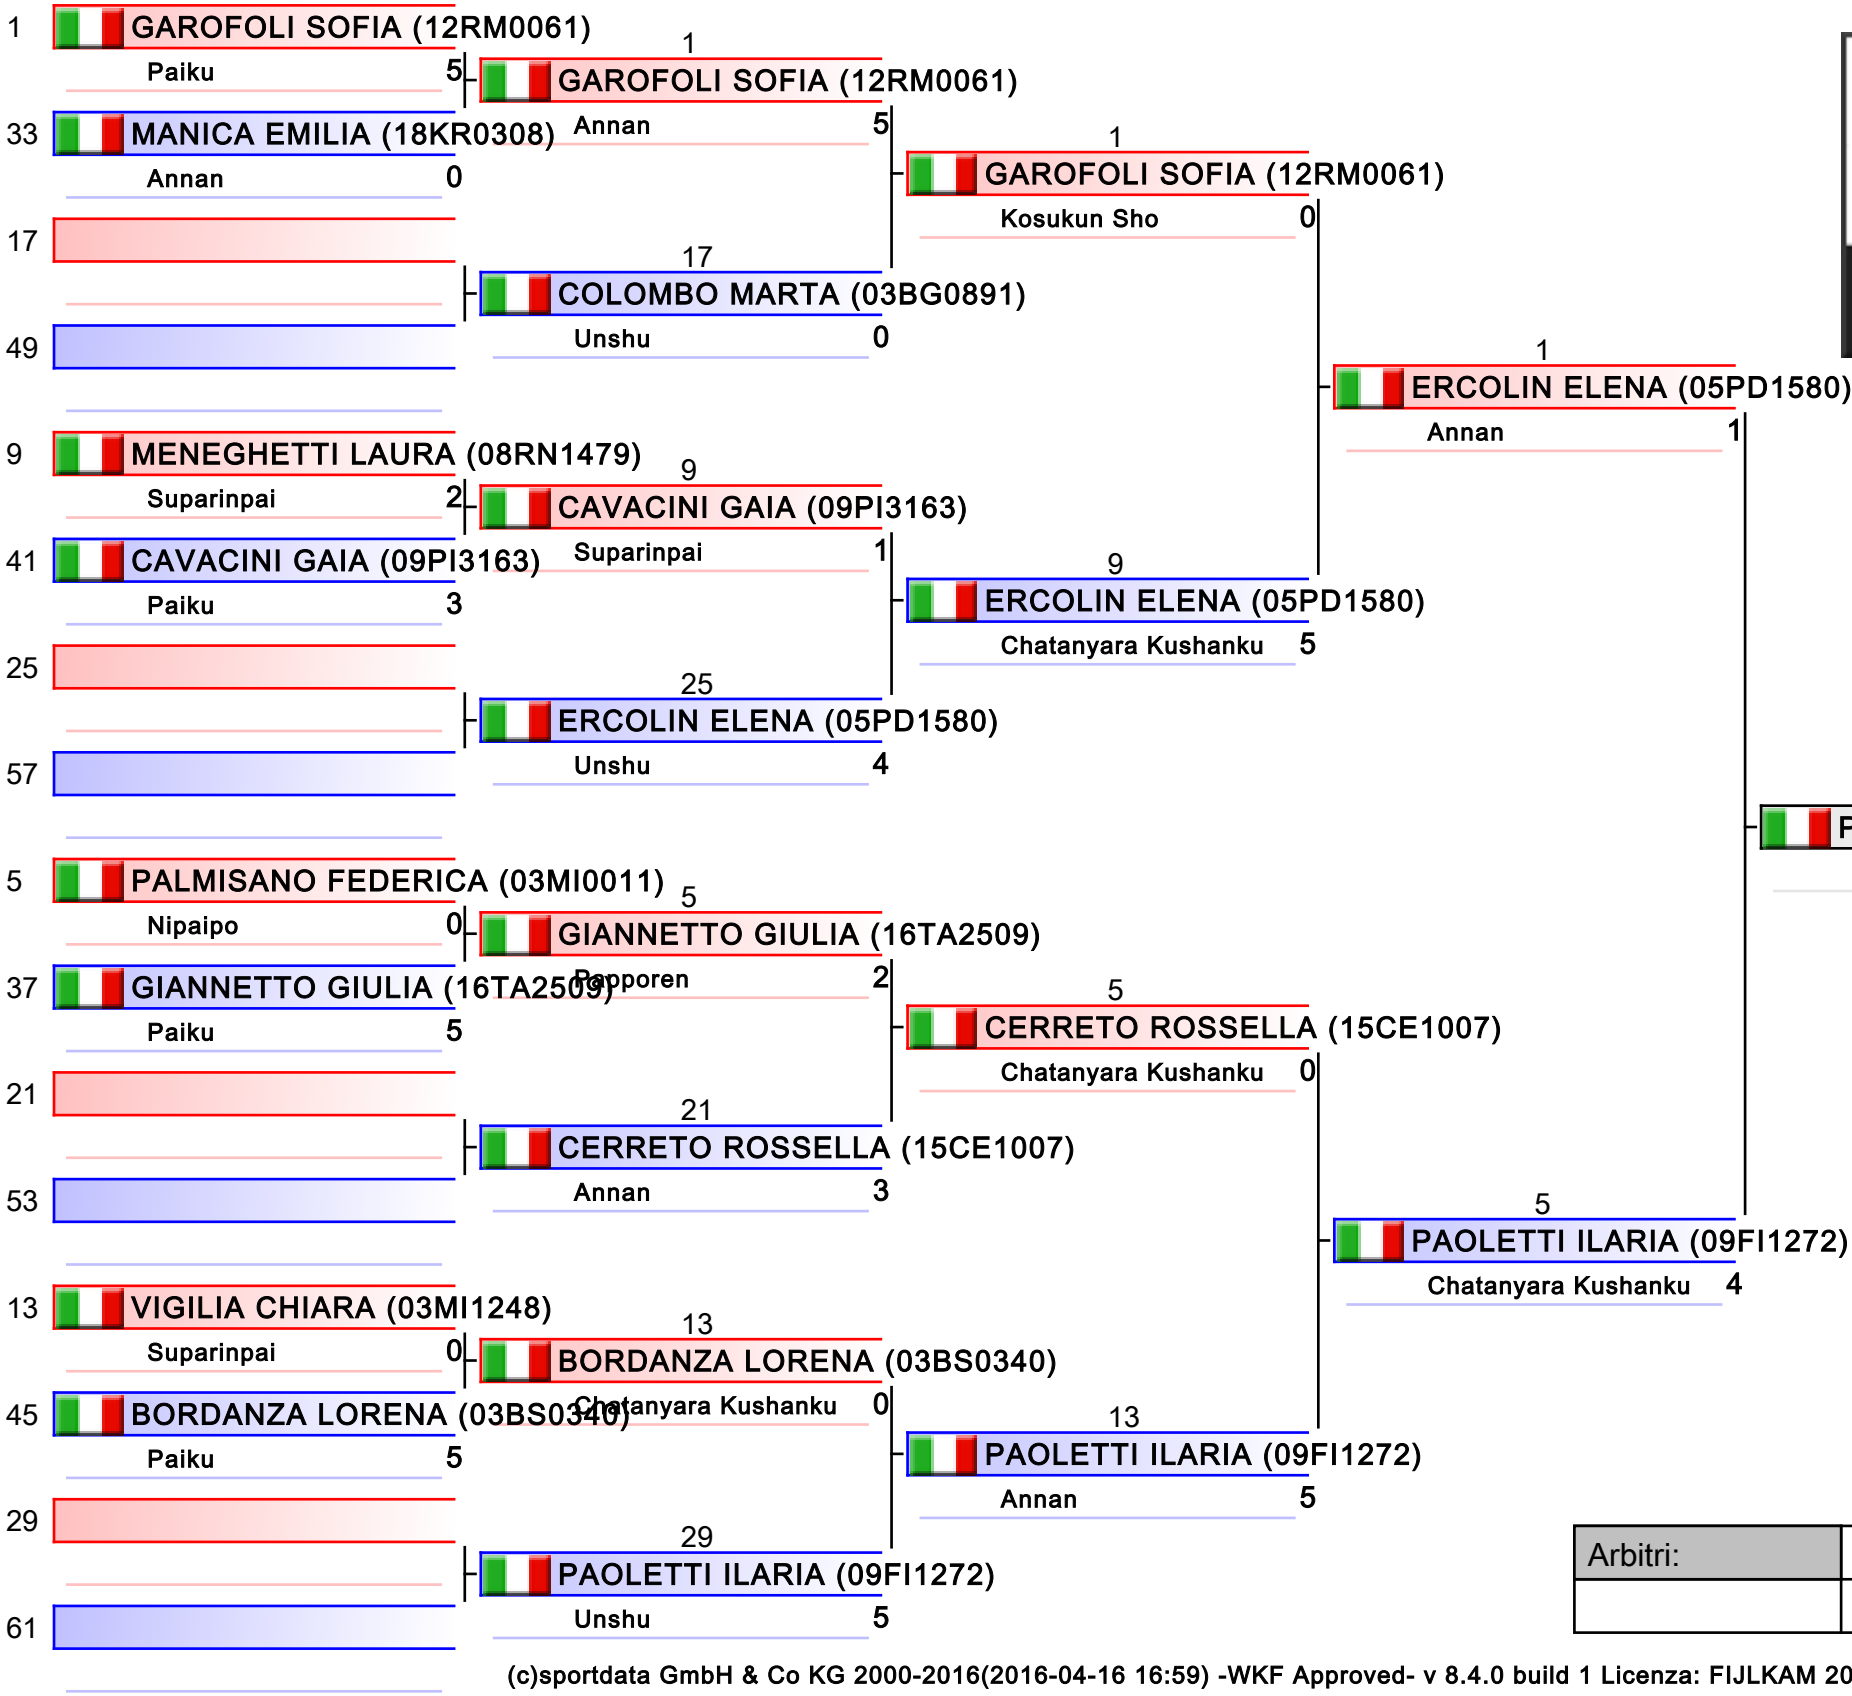 1 GAROFOLI SOFIA (12RM0061)
Paiku 5
33 MANICA EMILIA (18KR0308)
Annan 0
17
49
9 MENEGHETTI LAURA (08RN1479)
Suparinpai 2
41 CAVACINI GAIA (09PI3163)
Paiku 3
25
57
5 PALMISANO FEDERICA (03MI0011)
Nipaipo 0
37 GIANNETTO GIULIA (16TA2509)
Paiku 5
21
53
13 VIGILIA CHIARA (03MI1248)
Suparinpai 0
45 BORDANZA LORENA (03BS0340)
Paiku 5
29
61
1
GAROFOLI SOFIA (12RM0061)
Annan 5
17
COLOMBO MARTA (03BG0891)
Unshu 0
9
CAVACINI GAIA (09PI3163)
Suparinpai 1
25
ERCOLIN ELENA (05PD1580)
Unshu 4
5
GIANNETTO GIULIA (16TA2509)
Papporen 2
21
CERRETO ROSSELLA (15CE1007)
Annan 3
13
BORDANZA LORENA (03BS0340)
Chatanyara Kushanku 0
29
PAOLETTI ILARIA (09FI1272)
Unshu 5
1
GAROFOLI SOFIA (12RM0061)
Kosukun Sho 0
9
ERCOLIN ELENA (05PD1580)
Chatanyara Kushanku 5
5
CERRETO ROSSELLA (15CE1007)
Chatanyara Kushanku 0
13
PAOLETTI ILARIA (09FI1272)
Annan 5
1
ERCOLIN ELENA (05PD1580)
Annan 1
5
PAOLETTI ILARIA (09FI1272)
Chatanyara Kushanku 4
Arbitri:
(c)sportdata GmbH & Co KG 2000-2016(2016-04-16 16:59) -WKF Approved- v 8.4.0 build 1 Licenza: FIJLKAM 20